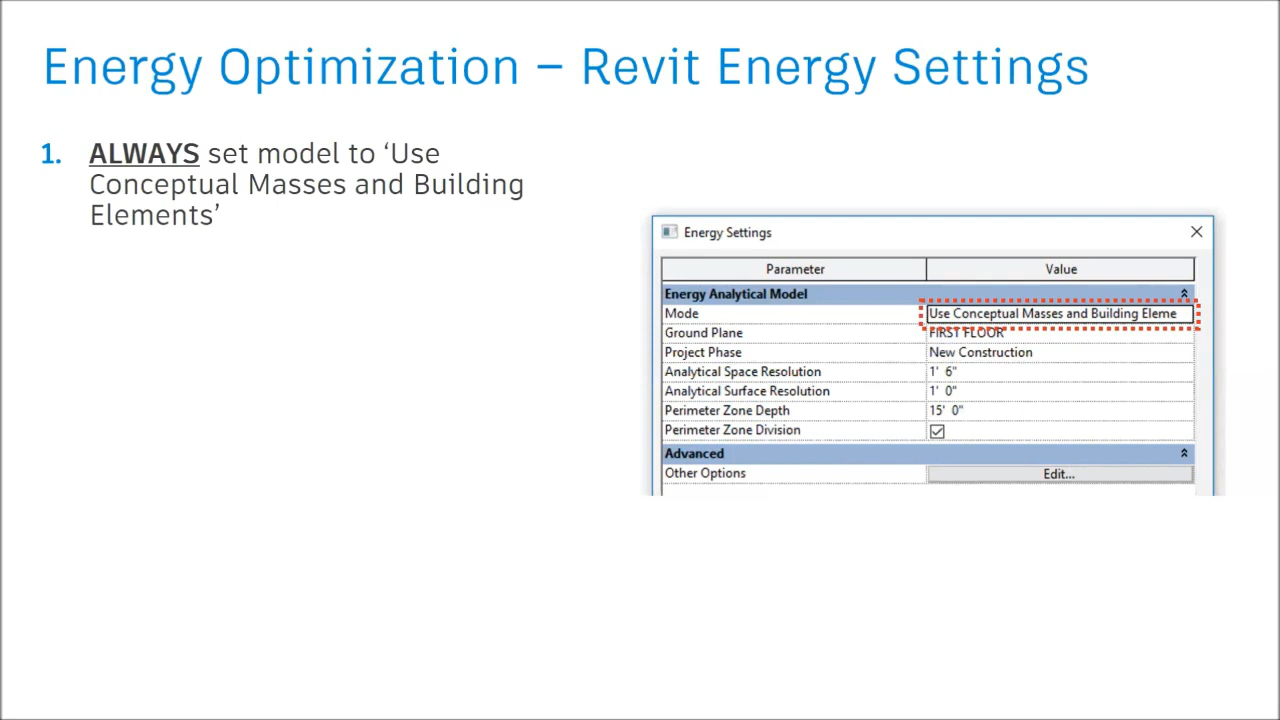 Energy Optimization – Revit Energy Settings
1. ALWAYS set model to ‘Use
Conceptual Masses and Building
Elements’
Energy Settings
Parameter Value
Energy Analytical Model
Mode Use Conceptual Masses and Building Eleme
Ground Plane FIRST FLOOR
Project Phase New Construction
Analytical Space Resolution 1' 6"
Analytical Surface Resolution 1' 0"
Perimeter Zone Depth 15' 0"
Perimeter Zone Division
Advanced
Other Options Edit...